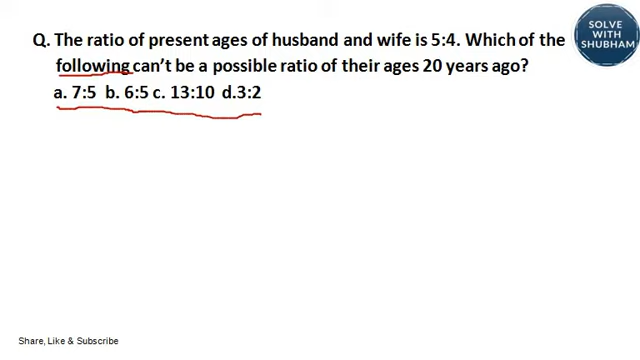 SOLVE
WITH
SHUBHAM
Q. The ratio of present ages of husband and wife is 5:4. Which of the
following can’t be a possible ratio of their ages 20 years ago?
a. 7:5 b. 6:5 c. 13:10 d.3:2
Share, Like & Subscribe